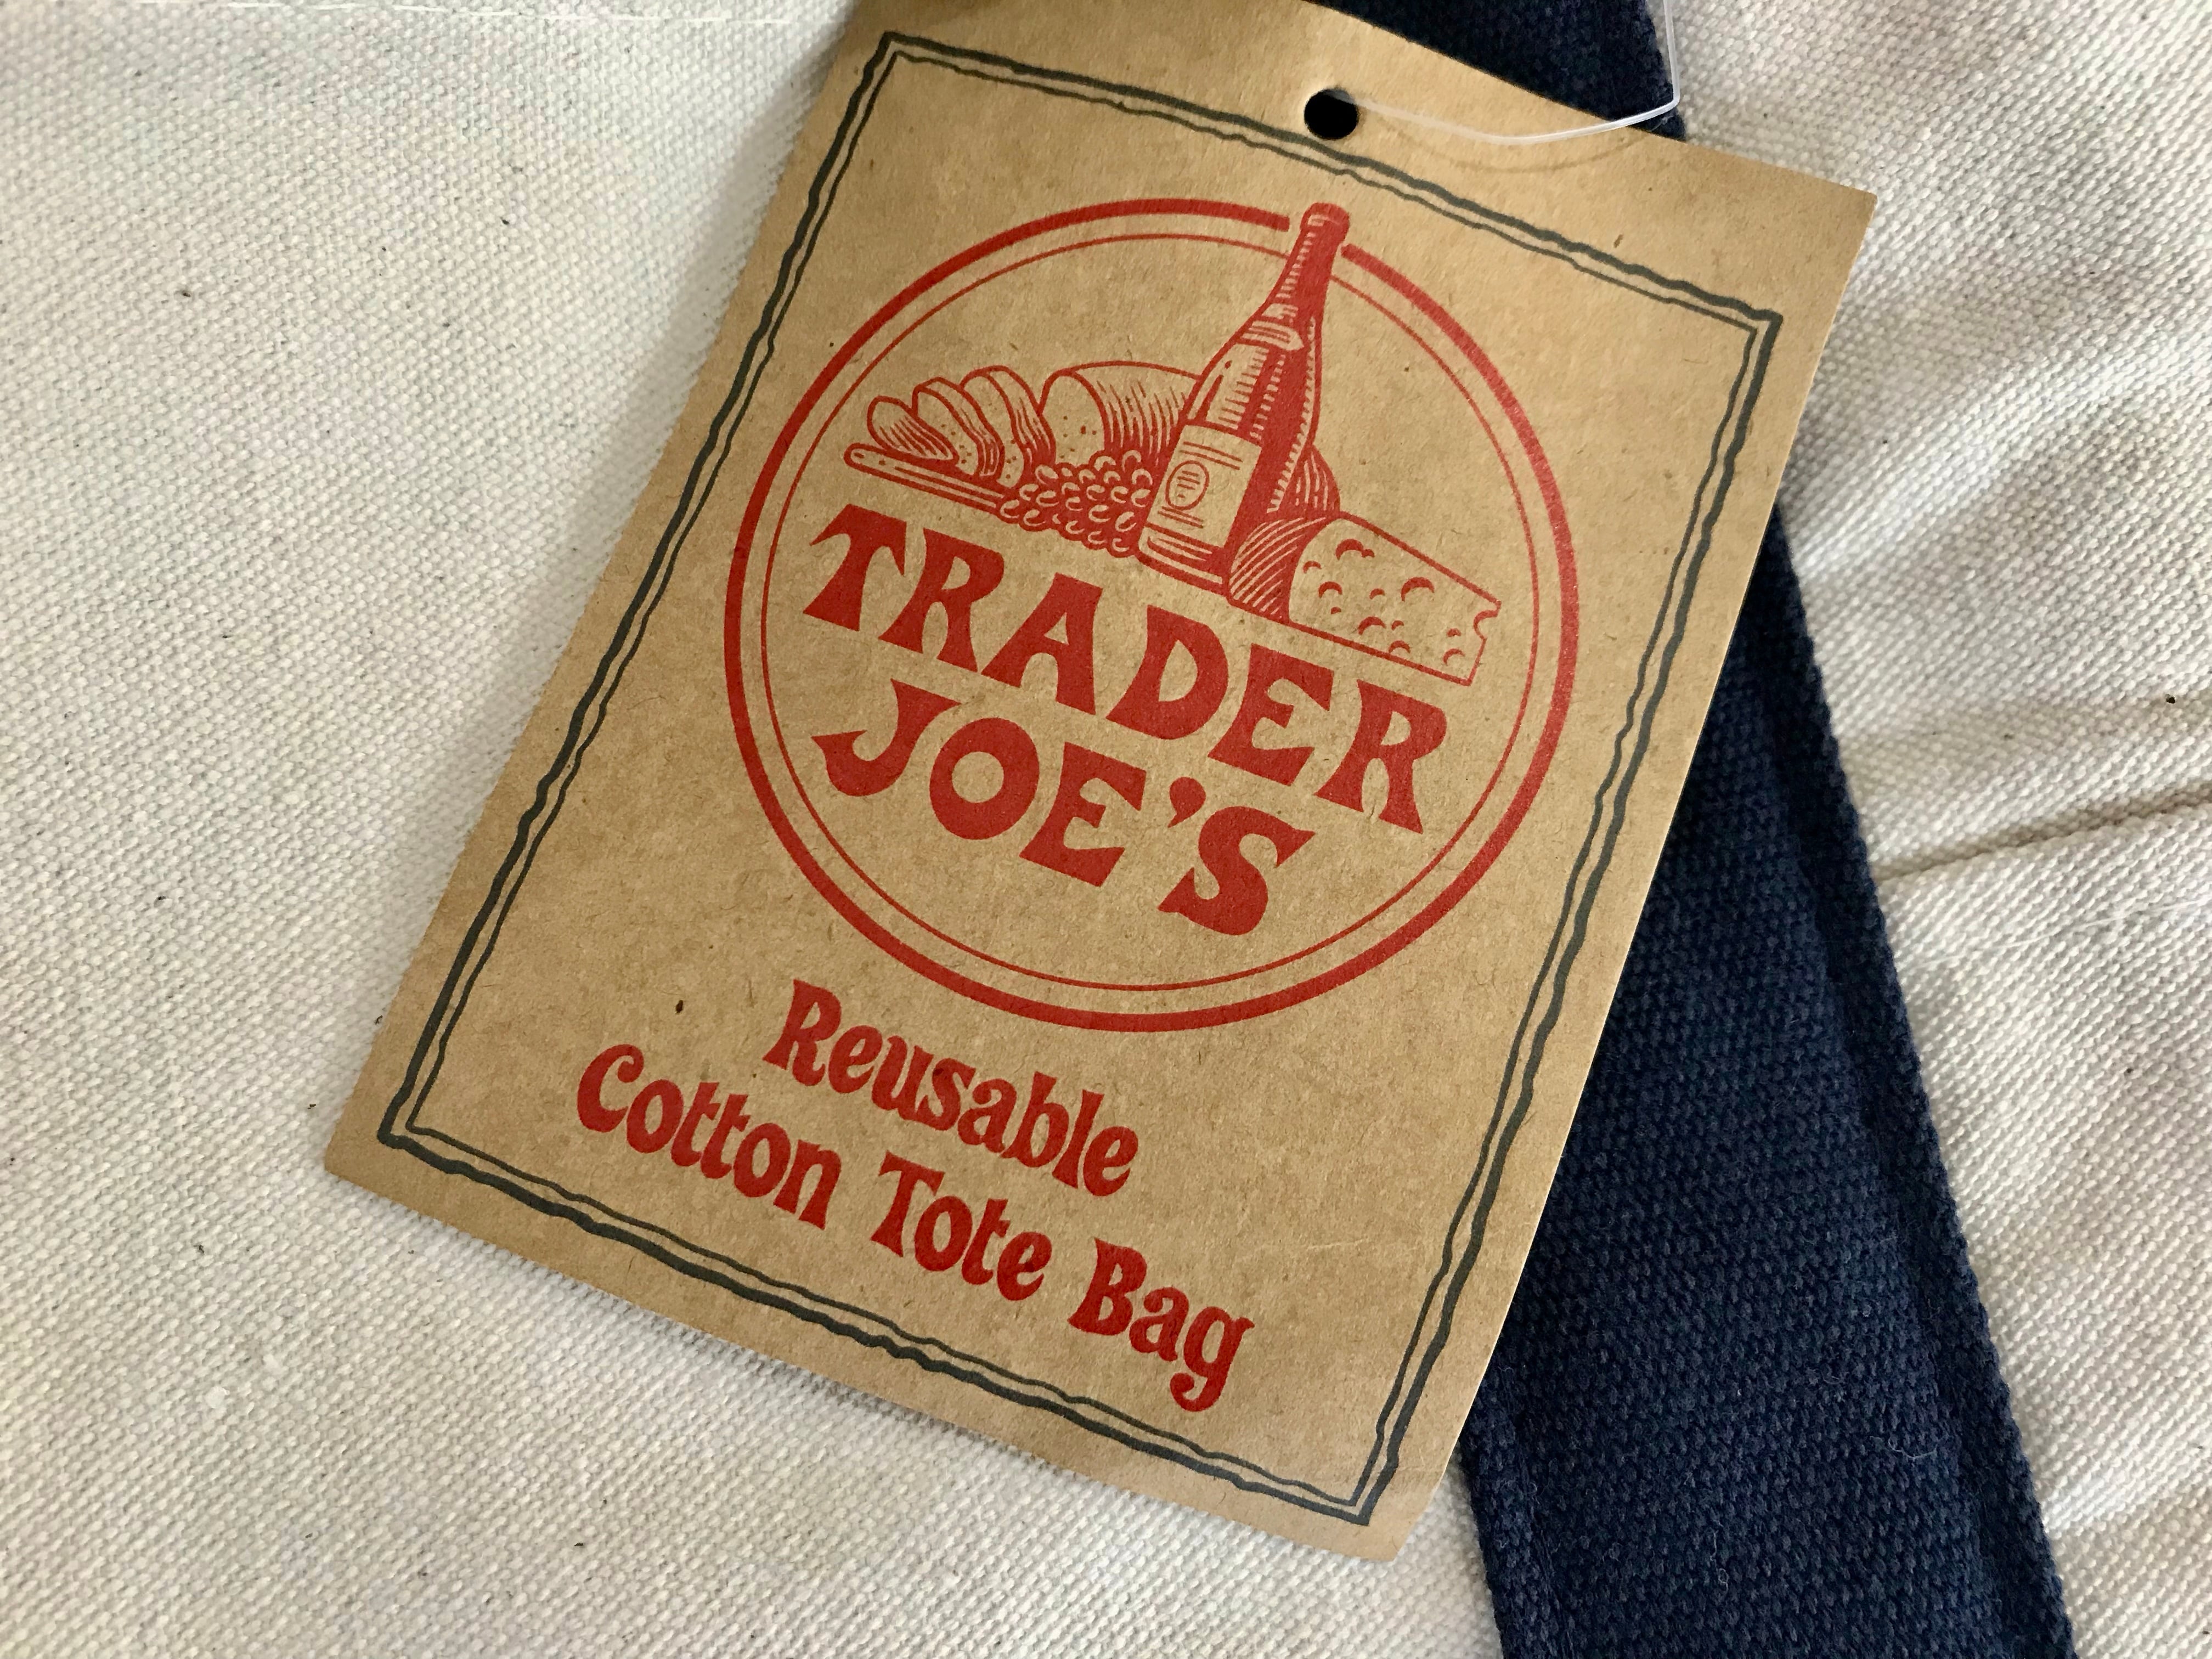 TRADER
JOE'S
Reusable
Cotton Tote Bag